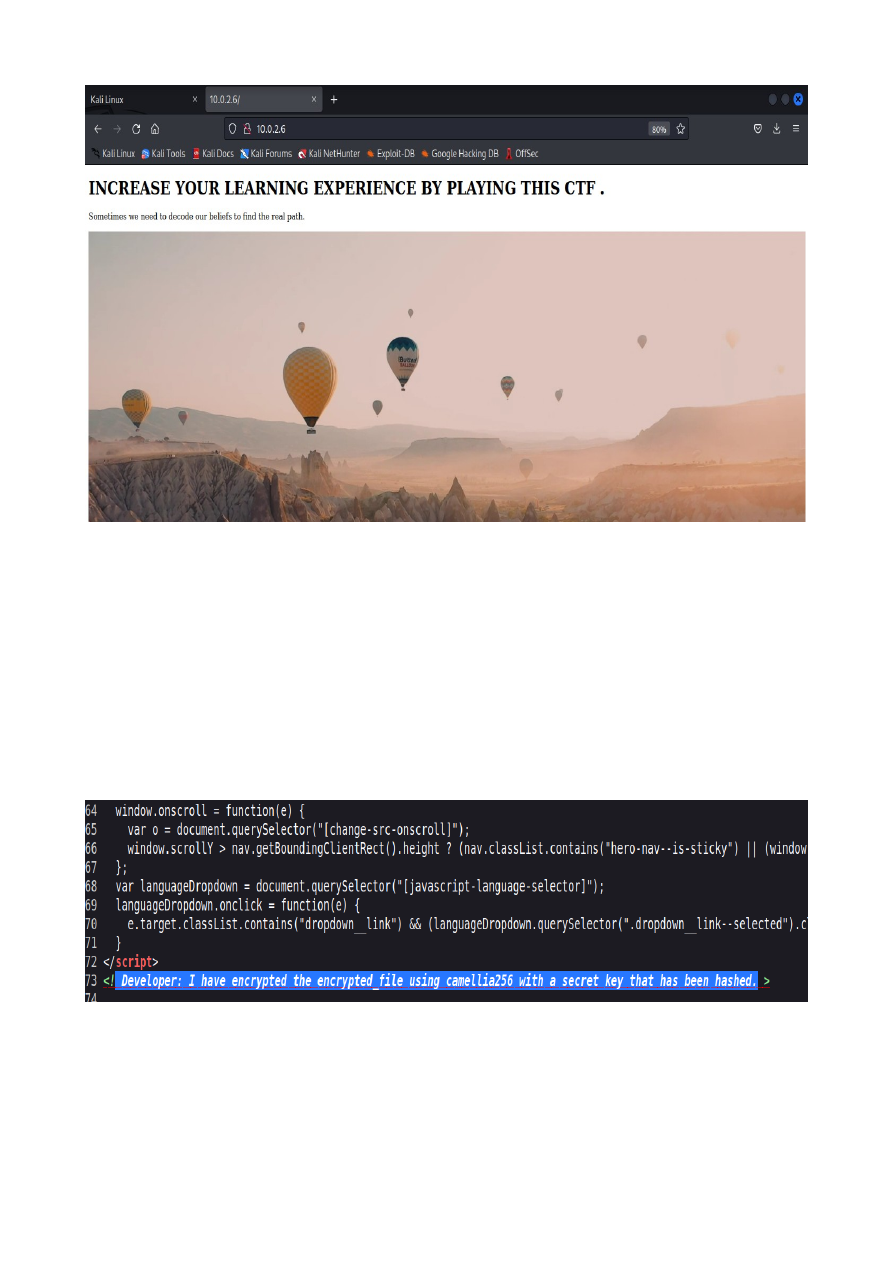 Kali Linux × 10.0.2.6/ × +
10.0.2.6 80%
Kali Linux Kali Tools Kali Docs Kali Forums Kali NetHunter Exploit-DB Google Hacking DB OffSec
INCREASE YOUR LEARNING EXPERIENCE BY PLAYING THIS CTF .
Sometimes we need to decode our beliefs to find the real path.
64 window.onscroll = function(e) {
65 var o = document.querySelector("[change-src-onscroll]");
66 window.scrollY > nav.getBoundingClientRect().height ? (nav.classList.contains("hero-nav--is-sticky") || (window
67 };
68 var languageDropdown = document.querySelector("[javascript-language-selector]");
69 languageDropdown.onclick = function(e) {
70 e.target.classList.contains("dropdown__link") && (languageDropdown.querySelector(".dropdown__link--selected").cl
71 }
72 </script>
73 <! Developer: I have encrypted the encrypted_file using camellia256 with a secret key that has been hashed. >
74